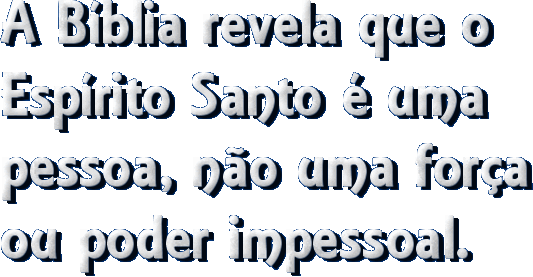 A Bíblia revela que o
Espírito Santo é uma
pessoa, não uma força
ou poder impessoal.